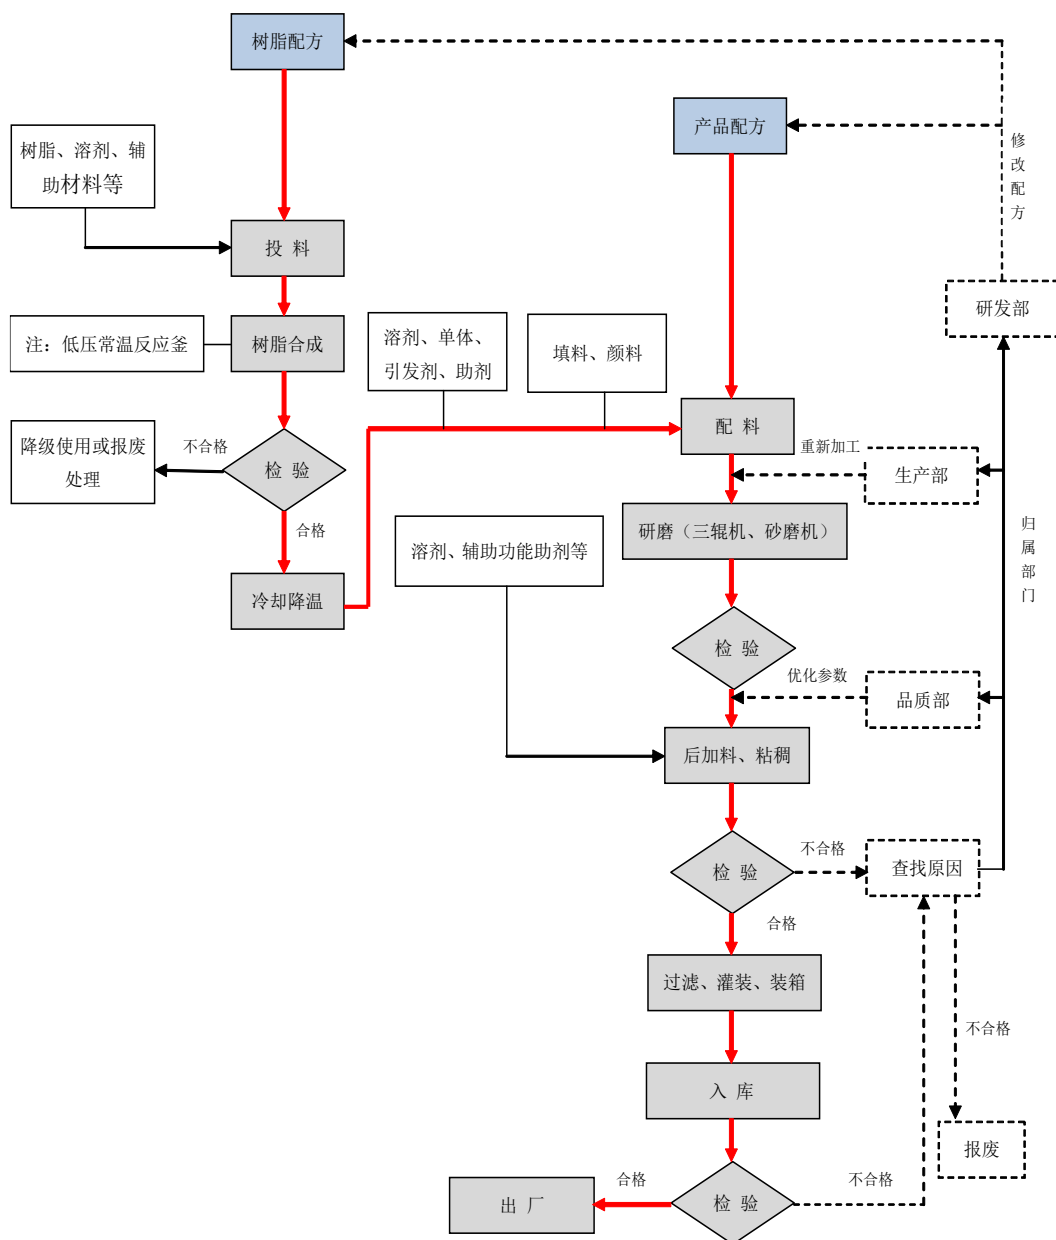 树脂配方
产品配方
修改配方
树脂、溶剂、辅
助材料等
投 料
研发部
注：低压常温反应釜
树脂合成
溶剂、单体、
引发剂、助剂
填料、颜料
配 料
降级使用或报废
处理
不合格
检 验
重新加工
生产部
合格
归属部门
研磨（三辊机、砂磨机）
溶剂、辅助功能助剂等
冷却降温
检 验
优化参数
品质部
后加料、粘稠
检 验
不合格
查找原因
合格
过滤、灌装、装箱
不合格
入 库
报废
出 厂
合格
检 验
不合格